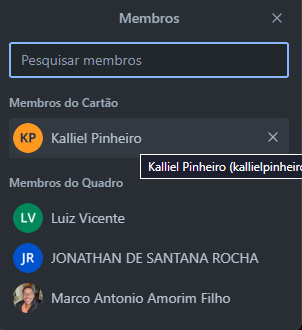 Membros
Pesquisar membros
Membros do Cartão
KP Kalliel Pinheiro
Kalliel Pinheiro (kallielpinheiro
Membros do Quadro
LV Luiz Vicente
JR JONATHAN DE SANTANA ROCHA
Marco Antonio Amorim Filho